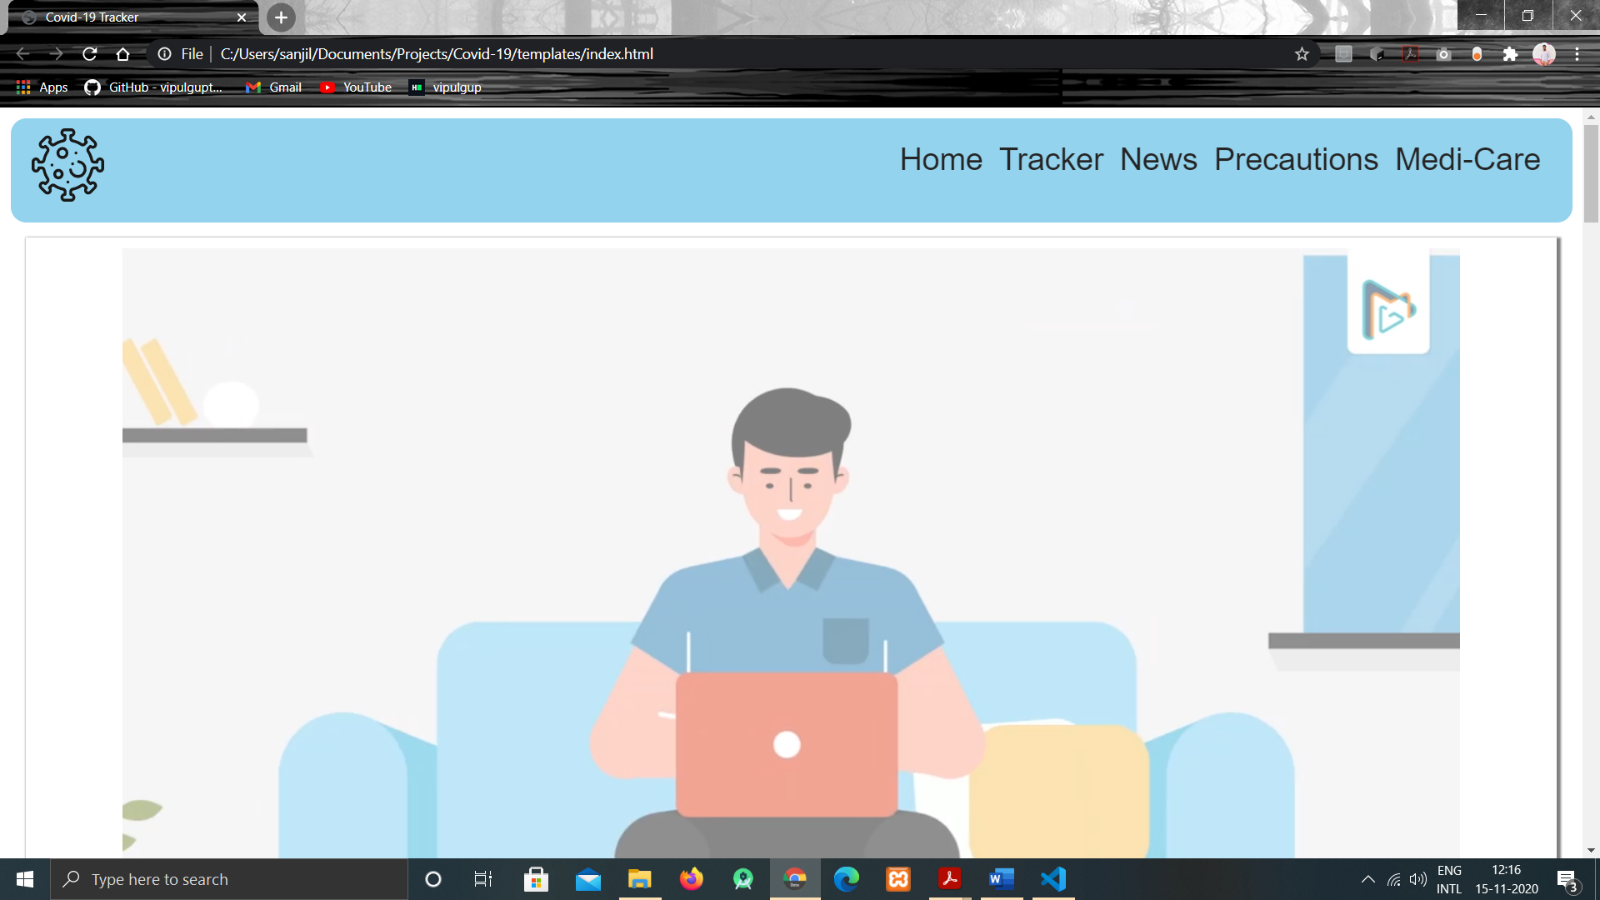 Covid-19 Tracker
File | C:/Users/sanjil/Documents/Projects/Covid-19/templates/index.html
Apps GitHub - vipulgupt... Gmail YouTube vipulgup
Home Tracker News Precautions Medi-Care
Type here to search
ENG
INTL
12:16
15-11-2020
3